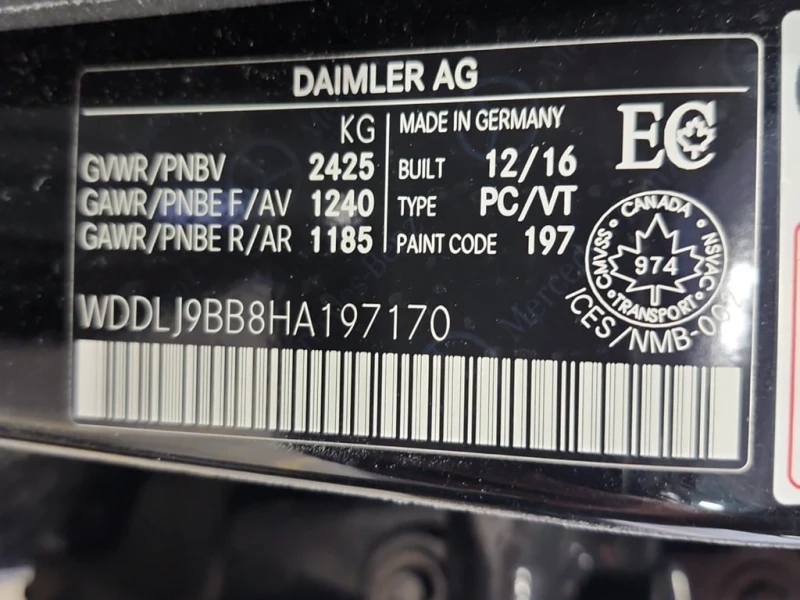 DAIMLER AG
KG
GVWR/PNBV 2425
GAWR/PNBE F/AV 1240
GAWR/PNBE R/AR 1185
MADE IN GERMANY
BUILT 12/16
TYPE PC/VT
PAINT CODE 197
EC
CANADA
CMVSS 974 NSVAC
TRANSPORT
ICES/NMB-002
WDDLJ9BB8HA197170